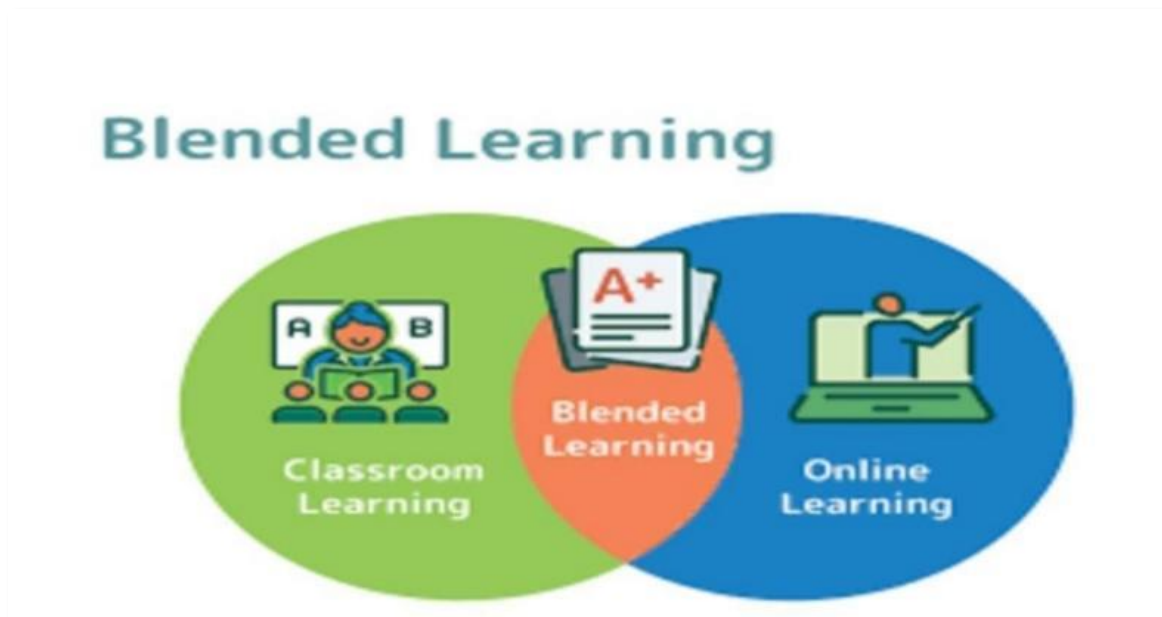 Blended Learning
A B
A+
Blended
Learning
Classroom
Learning
Online
Learning